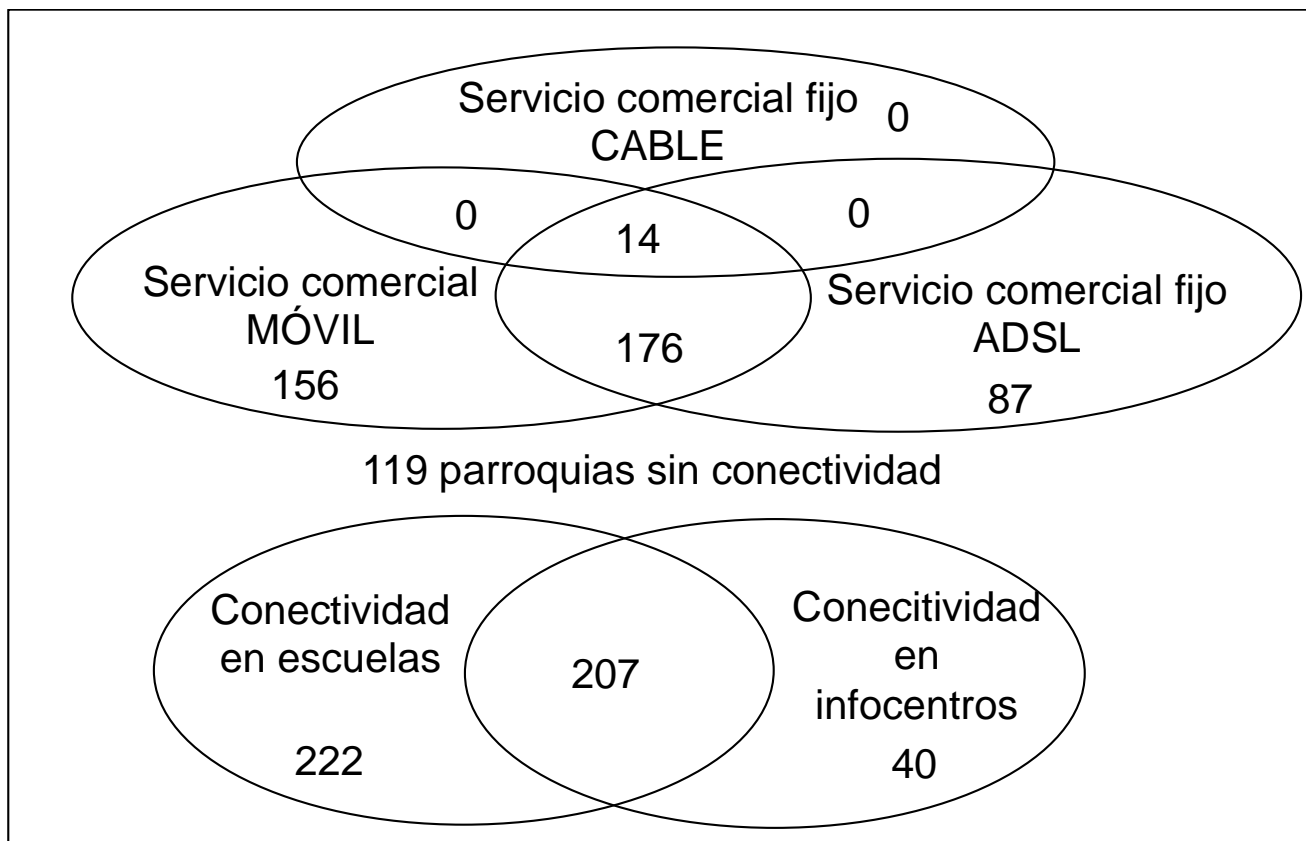 Servicio comercial fijo
CABLE
0
0
14
0
Servicio comercial
MÓVIL
156
176
Servicio comercial fijo
ADSL
87
119 parroquias sin conectividad
Conectividad
en escuelas
222
207
Conecitividad
en
infocentros
40